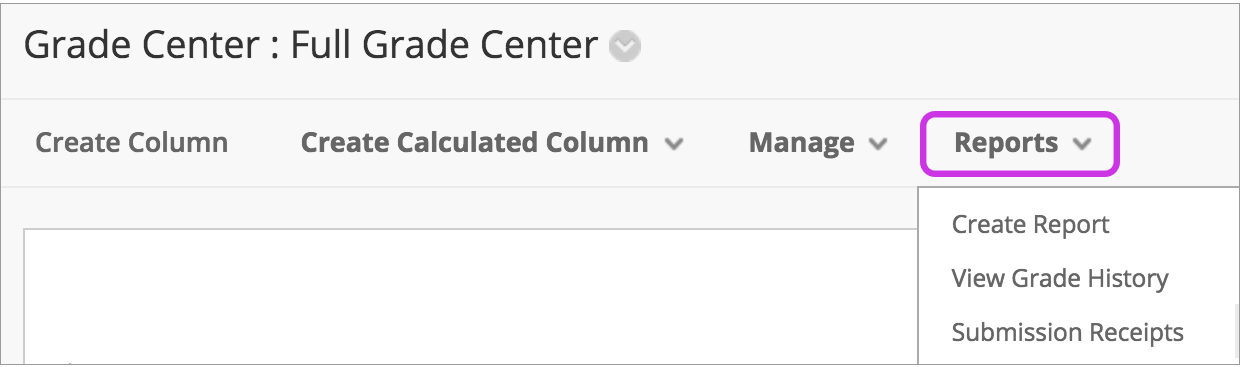 Grade Center : Full Grade Center
Create Column Create Calculated Column Manage Reports
Create Report
View Grade History
Submission Receipts